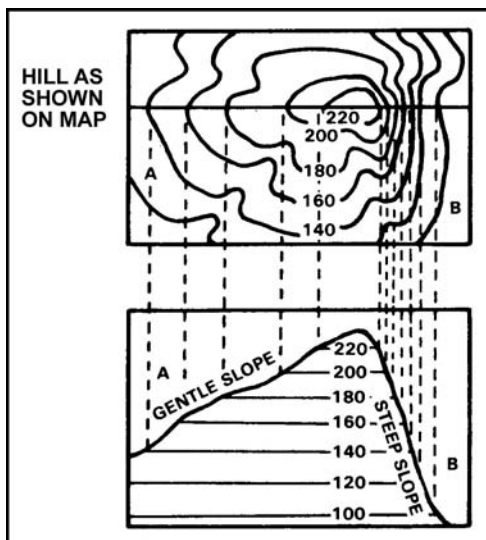 HILL AS
SHOWN
ON MAP
220
200
180
160
140
A
B
A
GENTLE SLOPE
STEEP SLOPE
220
200
180
160
140
120
100
B